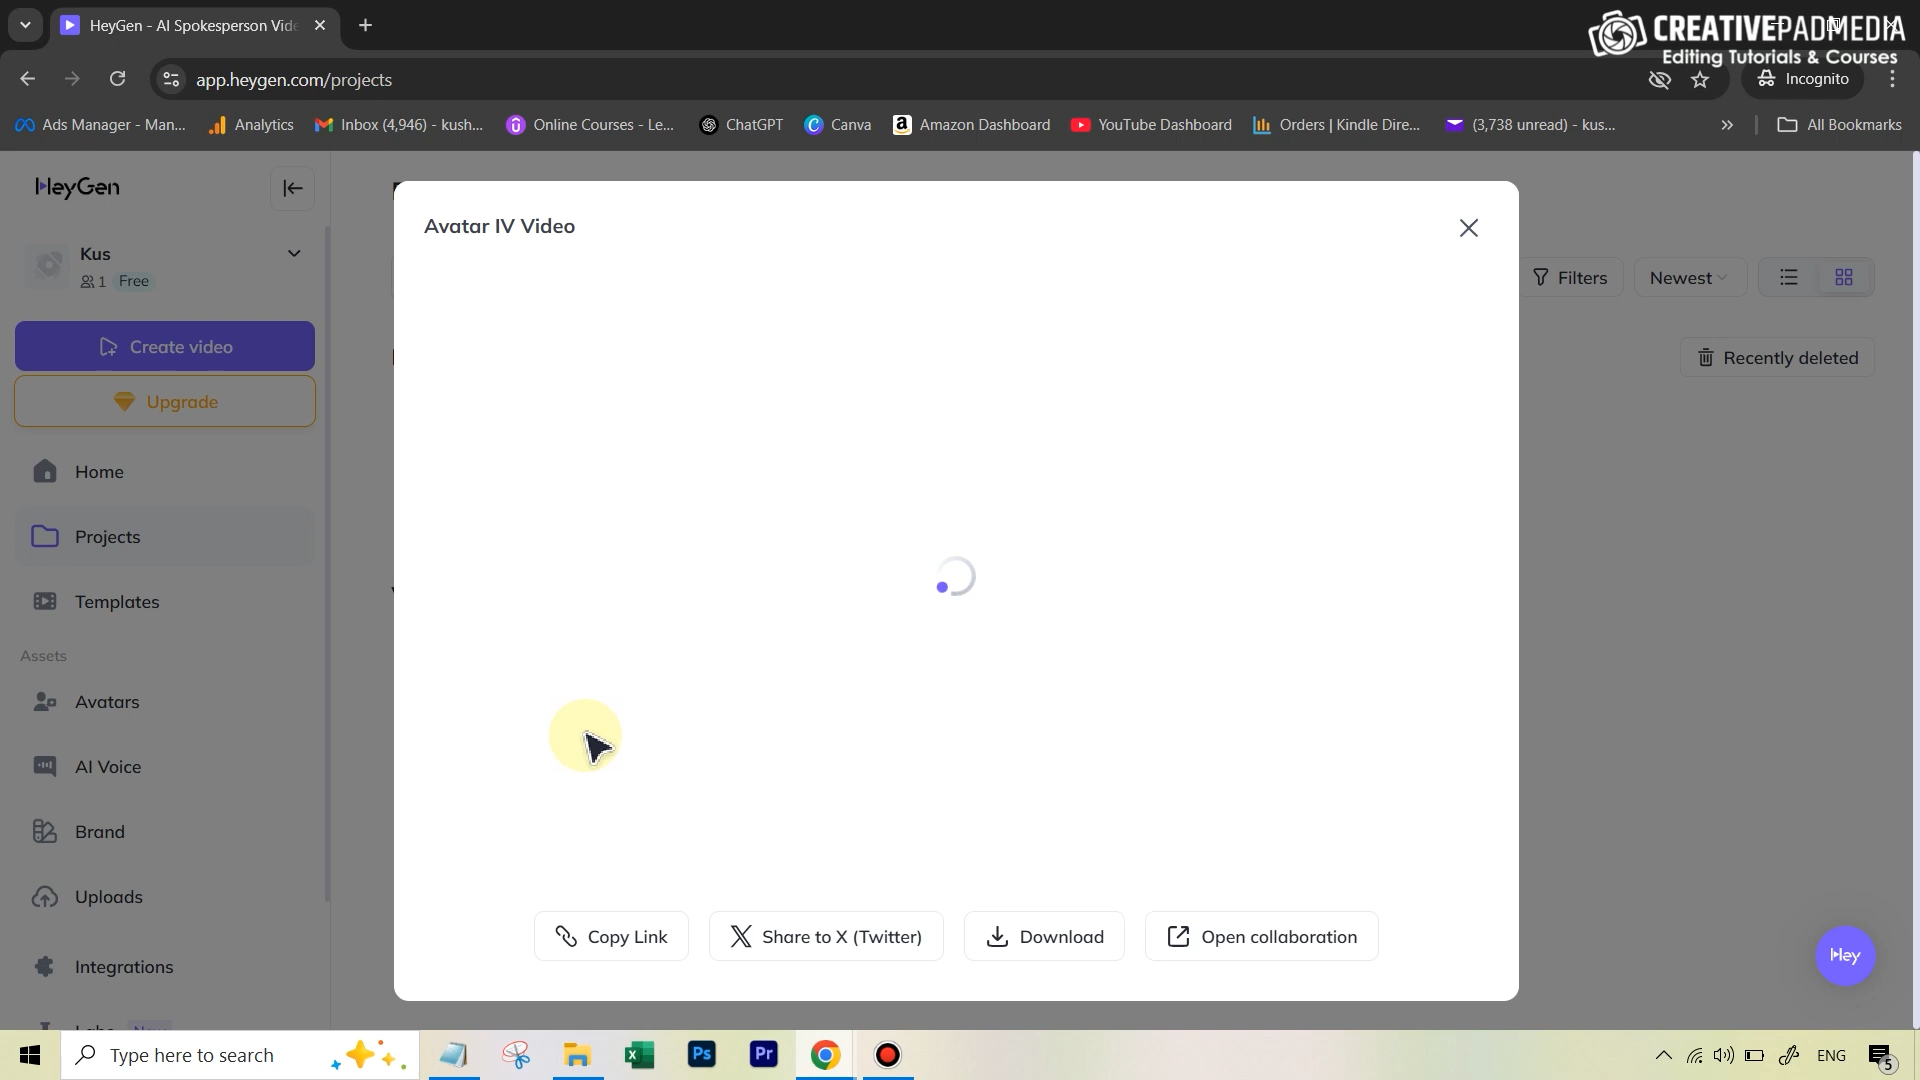 HeyGen - AI Spokesperson Vide
CREATIVEPADMEDIA
Editing Tutorials & Courses
app.heygen.com/projects
Incognito
Ads Manager - Man...
Analytics
Inbox (4,946) - kush...
Online Courses - Le...
ChatGPT
Canva
Amazon Dashboard
YouTube Dashboard
Orders | Kindle Dire...
(3,738 unread) - kus...
All Bookmarks
HeyGen
Kus
1 Free
Create video
Upgrade
Home
Projects
Templates
Assets
Avatars
AI Voice
Brand
Uploads
Integrations
Avatar IV Video
Filters
Newest
Recently deleted
Copy Link
Share to X (Twitter)
Download
Open collaboration
Hey
Type here to search
Ps
Pr
ENG
5